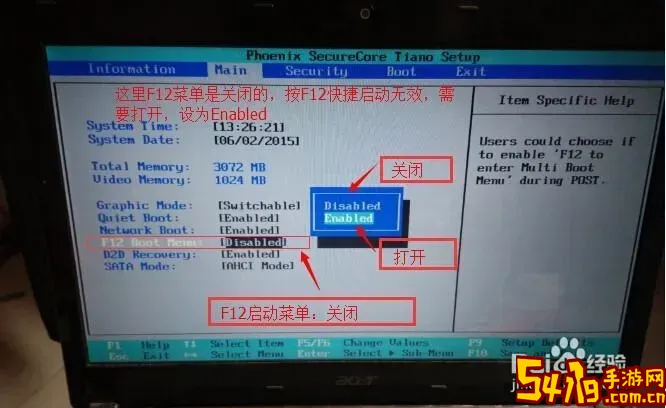 Phoenix SecureCore Tiano Setup
Information Main Security Boot Exit
这里F12菜单是关闭的，按F12快捷启动无效，需
要打开，设为Enabled
System Time: [13:26:21]
System Date: [06/02/2015]
Total Memory: 3072 MB
Video Memory: 1024 MB
Graphic Mode: [Switchable]
Quiet Boot: [Enabled]
Network Boot: [Enabled]
F12 Boot Menu: [Disabled]
D2D Recovery: [Enabled]
SATA Mode: [AHCI Mode]
关闭
Disabled
Enabled
打开
F12启动菜单：关闭
Item Specific Help
Users could choose if
to enable 'F12 to
enter Multi Boot
Menu' during POST.
F1 Help ↑↓ Select Item F5/F6 Change Values F9 Setup Defaults
Esc Exit ←→ Select Menu Enter Select ▶ Sub-Menu F10
acer
经验
5419手游网
.com.cn